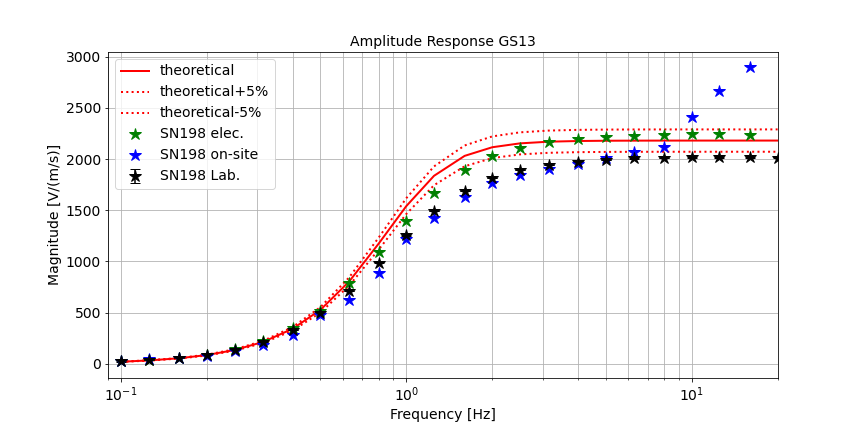 Amplitude Response GS13
3000
2500
2000
1500
1000
500
0
Magnitude [V/(m/s)]
theoretical
theoretical+5%
theoretical-5%
SN198 elec.
SN198 on-site
SN198 Lab.
10⁻¹ 10⁰ 10¹
Frequency [Hz]